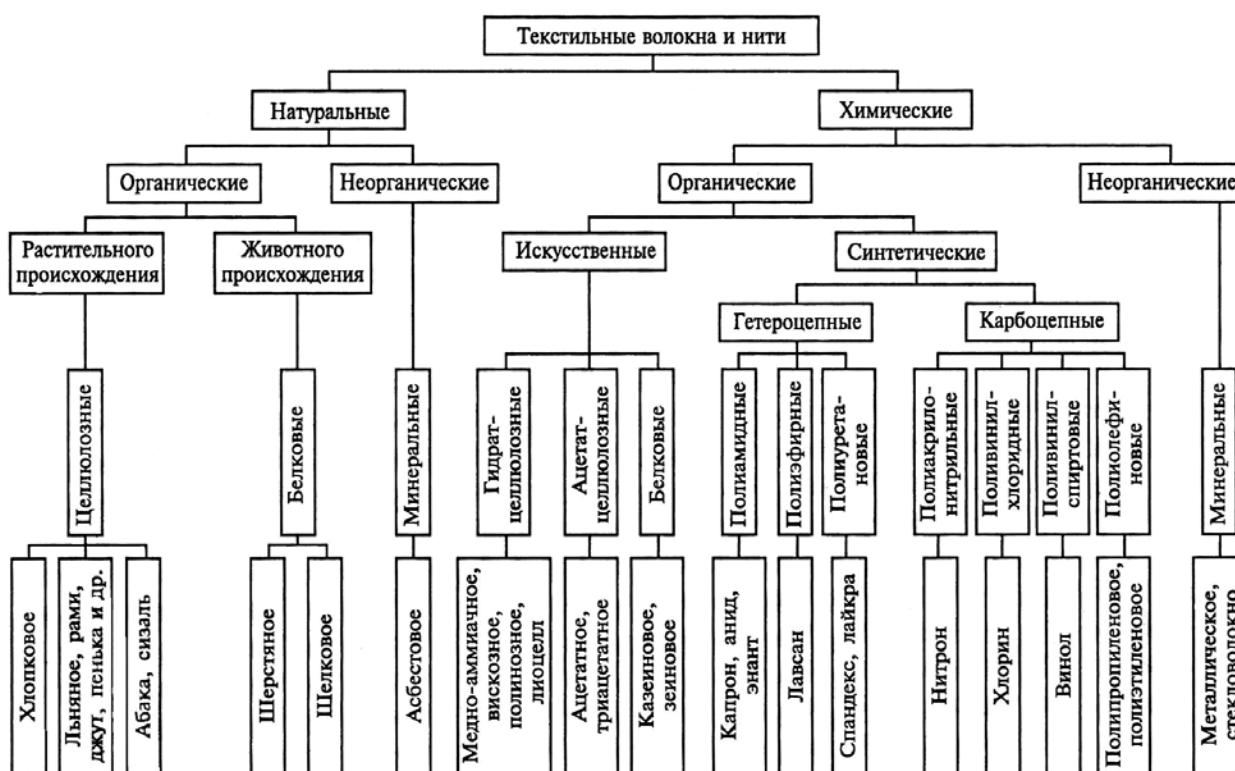 Текстильные волокна и нити
Натуральные
Химические
Органические
Неорганические
Органические
Неорганические
Растительного
происхождения
Животного
происхождения
Искусственные
Синтетические
Гетероцепные
Карбоцепные
Целлюлозные
Белковые
Минеральные
Гидрат-
целлюлозные
Ацетат-
целлюлозные
Белковые
Полиамидные
Полиэфирные
Полиурета-
новые
Полиакрило-
нитрильные
Поливинил-
хлоридные
Поливинил-
спиртовые
Полиолефи-
новые
Минеральные
Хлопковое
Льняное, рами,
джут, пенька и др.
Абака, сизаль
Шерстяное
Шелковое
Асбестовое
Медно-аммиачное,
вискозное,
полинозное,
лиоцелл
Ацетатное,
триацетатное
Казеиновое,
зеиновое
Капрон, анид,
энант
Лавсан
Спандекс, лайкра
Нитрон
Хлорин
Винол
Полипропиленовое,
полиэтиленовое
Металлическое,
стекловолокно